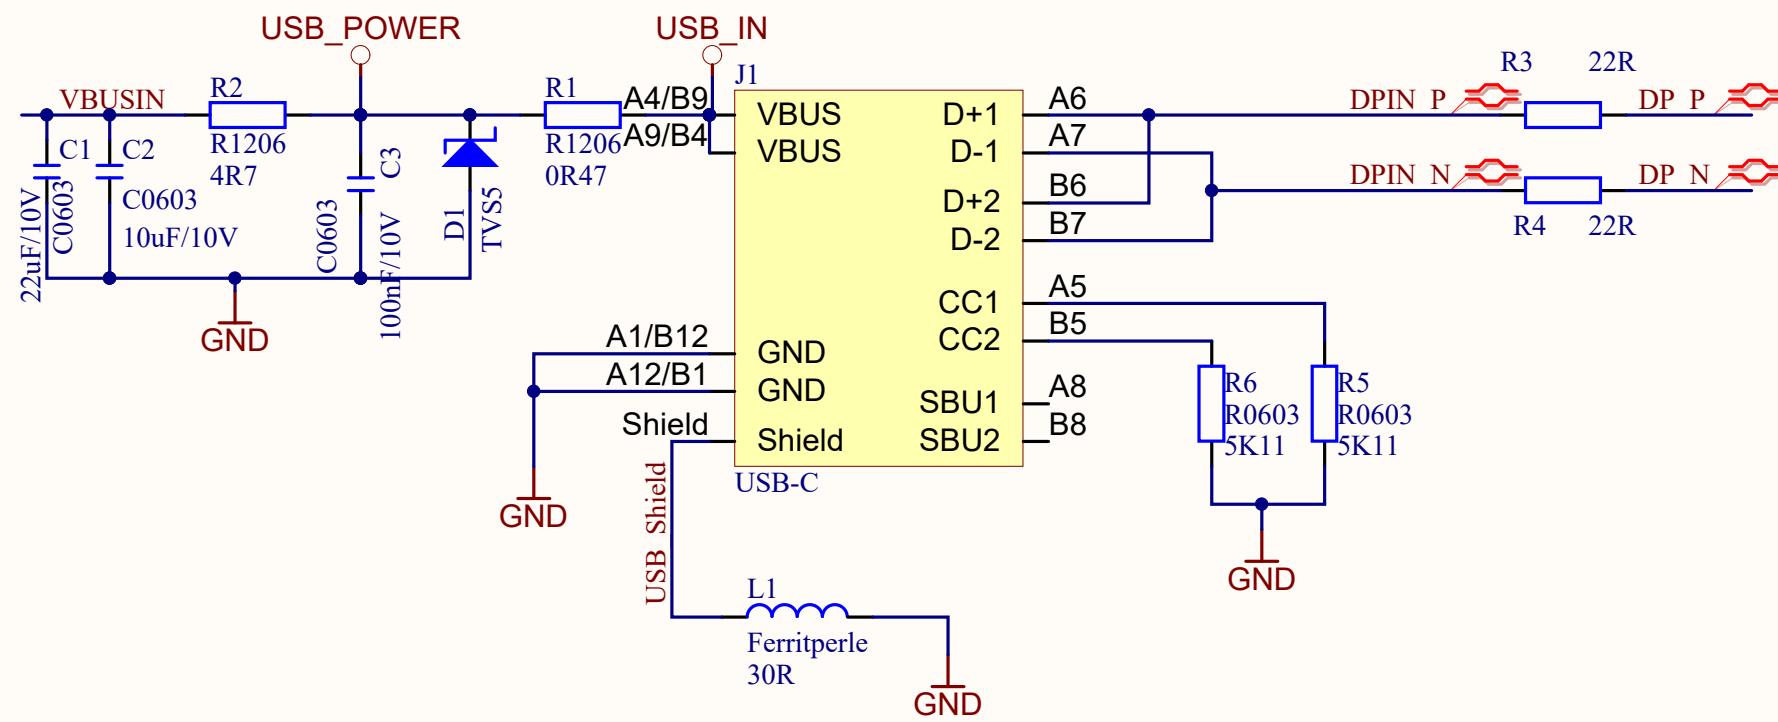 USB_POWER
USB_IN
J1
R3
22R
VBUSIN
R2
R1
A4/B9
VBUS
D+1
A6
DPIN_P
DP_P
A9/B4
VBUS
D-1
A7
C1
C2
R1206
4R7
C3
R1206
0R47
DPIN_N
DP_N
D+2
B6
C0603
C0603
10uF/10V
22uF/10V
C0603
100nF/10V
D1
TVS5
D-2
B7
R4
22R
GND
CC1
A5
CC2
B5
A1/B12
GND
A12/B1
GND
Shield
Shield
SBU1
A8
SBU2
B8
R6
R0603
5K11
R5
R0603
5K11
USB-C
GND
USB_Shield
GND
L1
Ferritperle
30R
GND